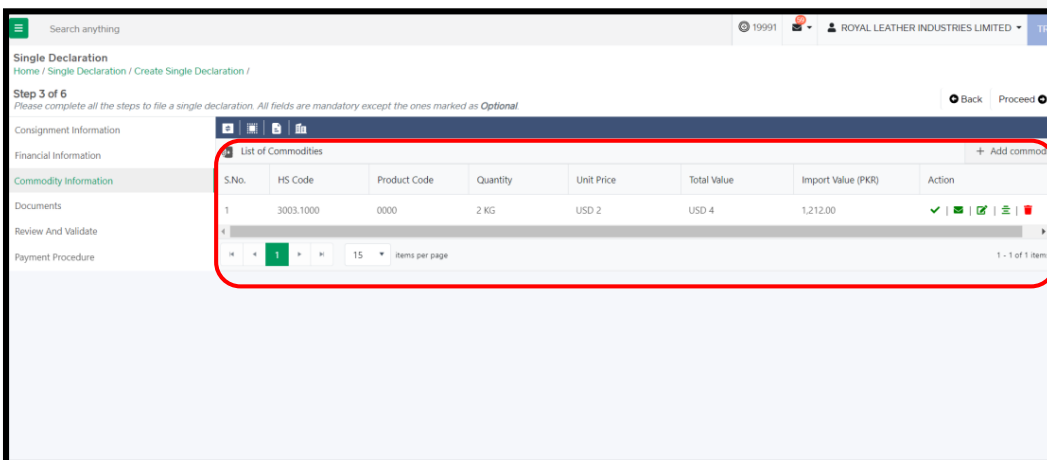 Search anything
19991
ROYAL LEATHER INDUSTRIES LIMITED
TR
Single Declaration
Home / Single Declaration / Create Single Declaration /
Step 3 of 6
Please complete all the steps to file a single declaration. All fields are mandatory except the ones marked as Optional.
Back Proceed
Consignment Information
Financial Information
Commodity Information
Documents
Review And Validate
Payment Procedure
List of Commodities
+ Add commod
S.No. HS Code Product Code Quantity Unit Price Total Value Import Value (PKR) Action
1 3003.1000 0000 2 KG USD 2 USD 4 1,212.00
1 15 items per page 1 - 1 of 1 item